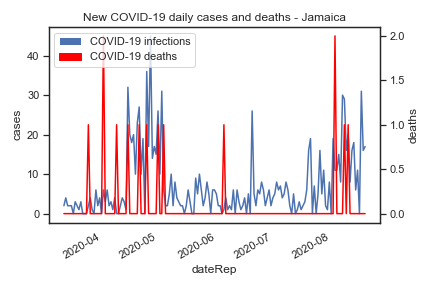 New COVID-19 daily cases and deaths - Jamaica
COVID-19 infections
COVID-19 deaths
cases
40
30
20
10
0
2.0
1.5
1.0
0.5
0.0
deaths
2020-04
2020-05
2020-06
2020-07
2020-08
dateRep